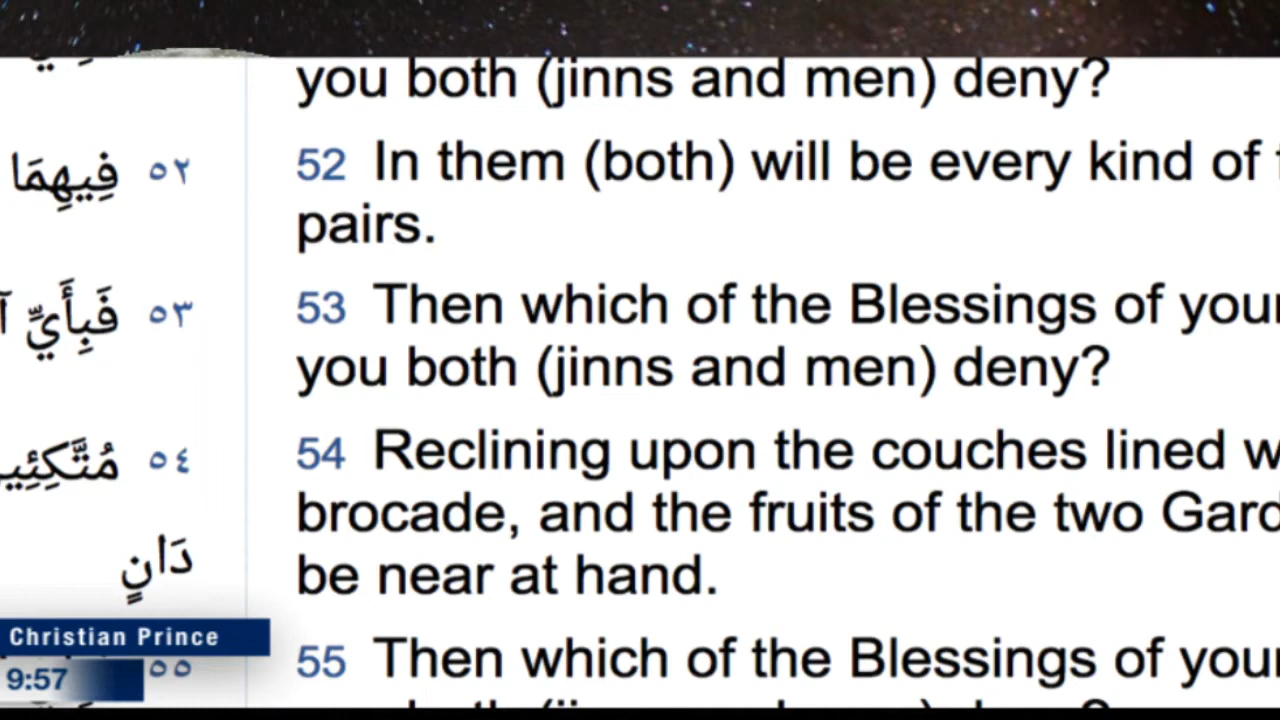 you both (jinns and men) deny?
فِيهِمَا ٥٢
52 In them (both) will be every kind of
pairs.
فَبِأَيِّ ٥٣
53 Then which of the Blessings of your
you both (jinns and men) deny?
٥٤
54 Reclining upon the couches lined
brocade, and the fruits of the two
be near at hand.
دَانٍ
٥٥
55 Then which of the Blessings of your
Christian Prince
9:57